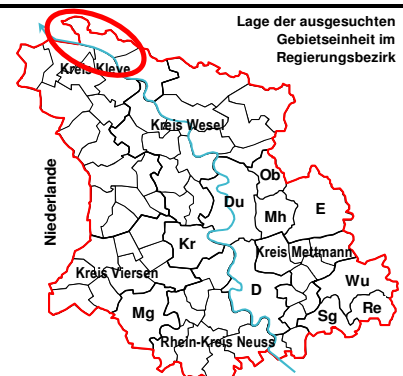 Lage der ausgesuchten
Gebietseinheit im
Regierungsbezirk
Kreis Kleve
Kreis Wesel
Niederlande
Ob
Du
Mh
E
Kr
Kreis Mettmann
Kreis Viersen
D
Wu
Mg
Sg
Re
Rhein-Kreis Neuss